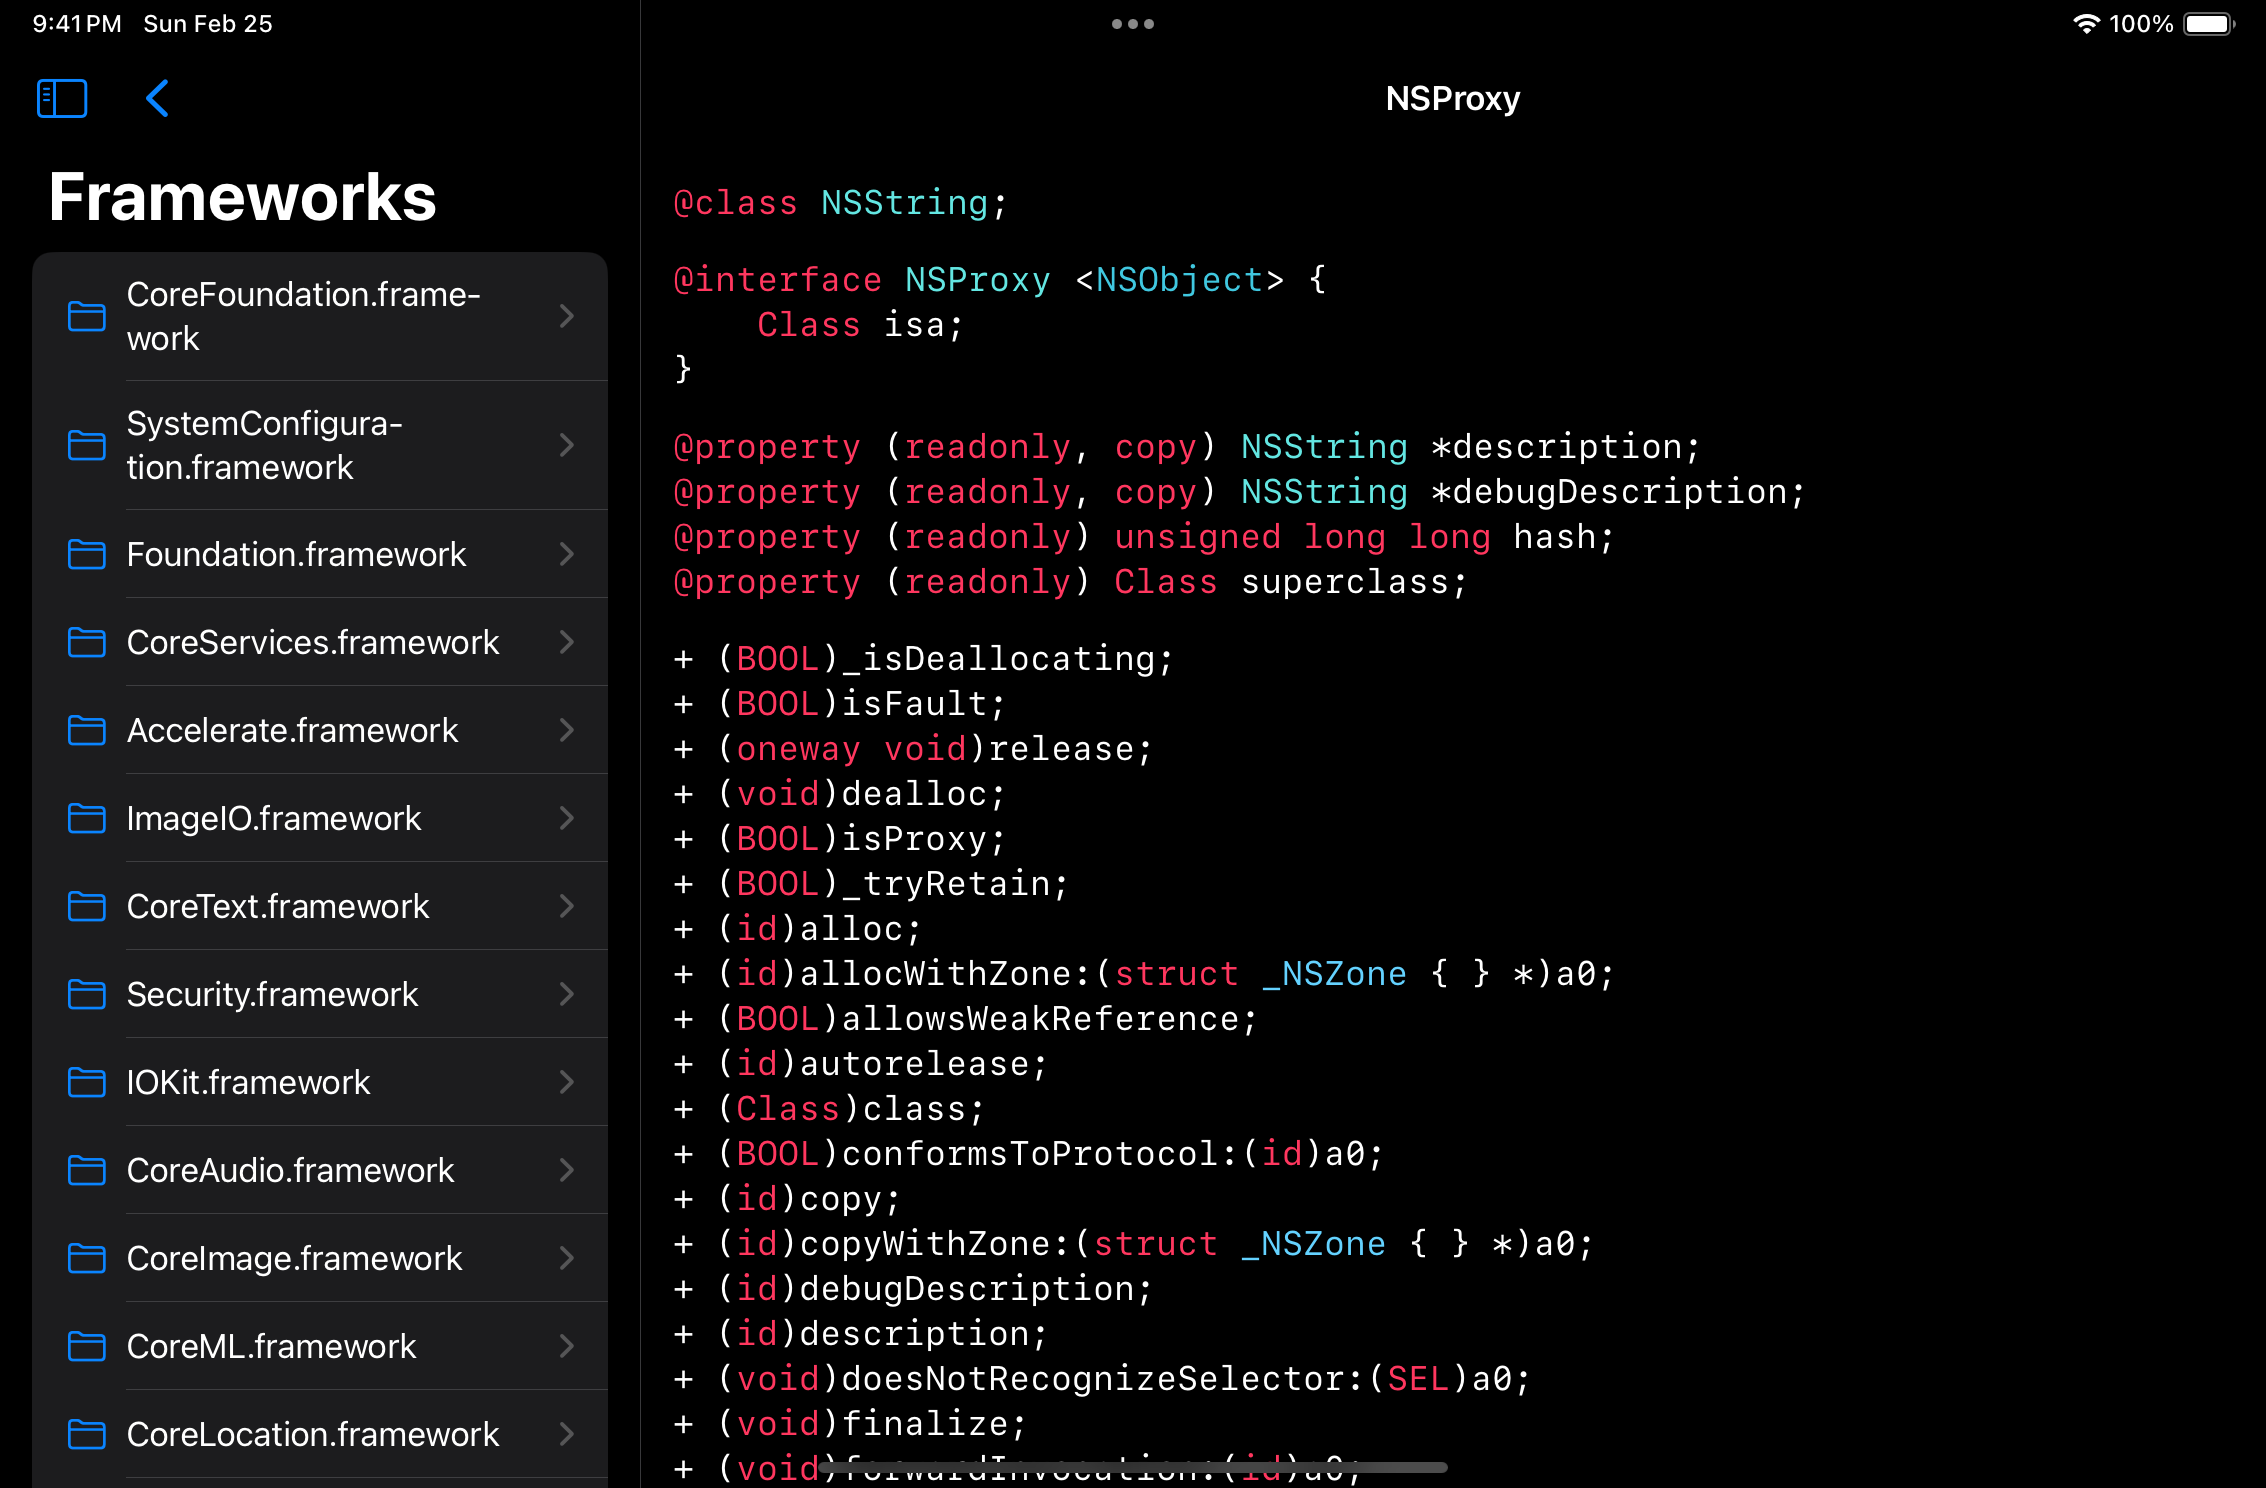 9:41 PM Sun Feb 25
100%
NSProxy
Frameworks
CoreFoundation.frame-
work
SystemConfigura-
tion.framework
Foundation.framework
CoreServices.framework
Accelerate.framework
ImageIO.framework
CoreText.framework
Security.framework
IOKit.framework
CoreAudio.framework
CoreImage.framework
CoreML.framework
CoreLocation.framework
@class NSString;
@interface NSProxy <NSObject> {
    Class isa;
}
@property (readonly, copy) NSString *description;
@property (readonly, copy) NSString *debugDescription;
@property (readonly) unsigned long long hash;
@property (readonly) Class superclass;
+ (BOOL)_isDeallocating;
+ (BOOL)isFault;
+ (oneway void)release;
+ (void)dealloc;
+ (BOOL)isProxy;
+ (BOOL)_tryRetain;
+ (id)alloc;
+ (id)allocWithZone:(struct _NSZone { } *)a0;
+ (BOOL)allowsWeakReference;
+ (id)autorelease;
+ (Class)class;
+ (BOOL)conformsToProtocol:(id)a0;
+ (id)copy;
+ (id)copyWithZone:(struct _NSZone { } *)a0;
+ (id)debugDescription;
+ (id)description;
+ (void)doesNotRecognizeSelector:(SEL)a0;
+ (void)finalize;
+ (void)forwardInvocation:(id)a0;